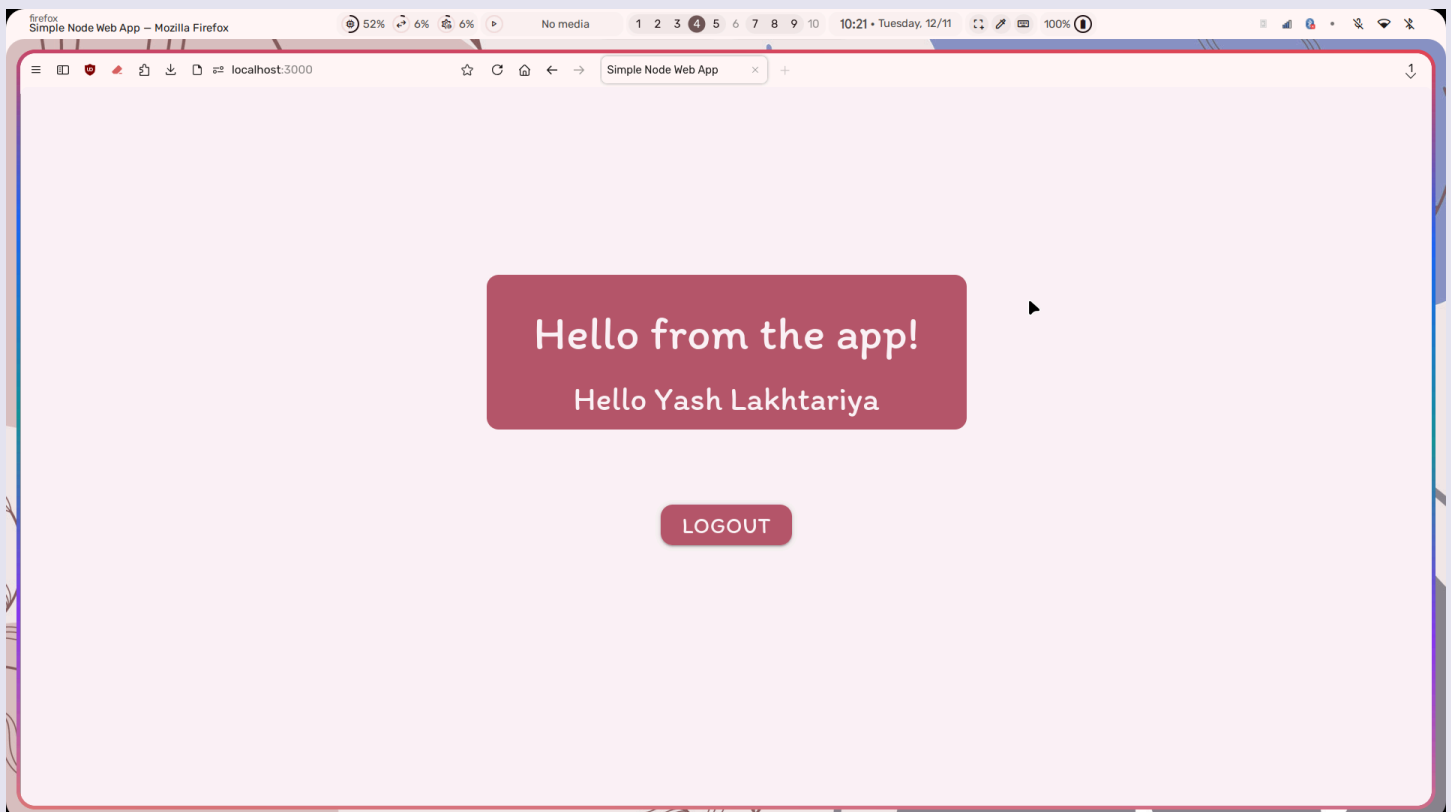 firefox
Simple Node Web App — Mozilla Firefox
52% 6% 6% No media 1 2 3 4 5 6 7 8 9 10 10:21 • Tuesday, 12/11 100%
localhost:3000 Simple Node Web App 1
Hello from the app!
Hello Yash Lakhtariya
LOGOUT